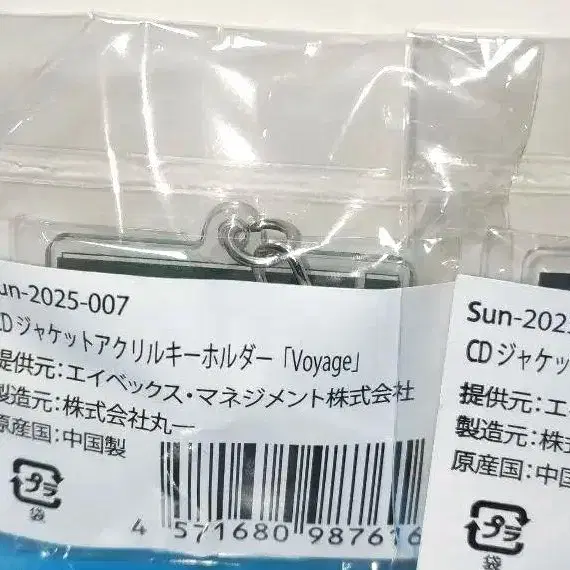 un-2025-007
CDジャケットアクリルキーホルダー「Voyage」
提供元：エイベックス・マネジメント株式会社
製造元：株式会社丸一
原産国：中国製
プラ
袋
4 571680 987616
Sun-202
CDジャケッ
提供元：エ
製造元：株
原産国：中
プラ
袋